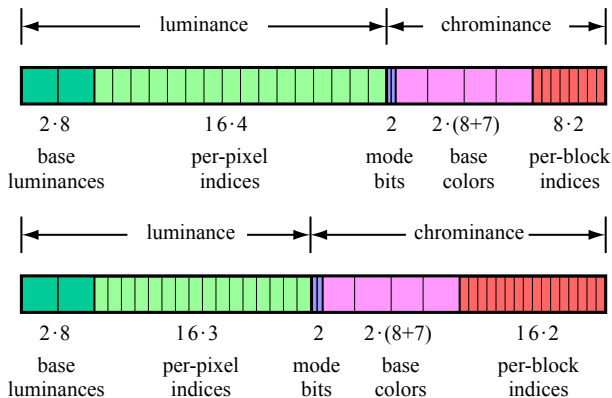 luminance chrominance
2·8 16·4 2 2·(8+7) 8·2
base per-pixel mode base per-block
luminances indices bits colors indices
luminance chrominance
2·8 16·3 2 2·(8+7) 16·2
base per-pixel mode base per-block
luminances indices bits colors indices